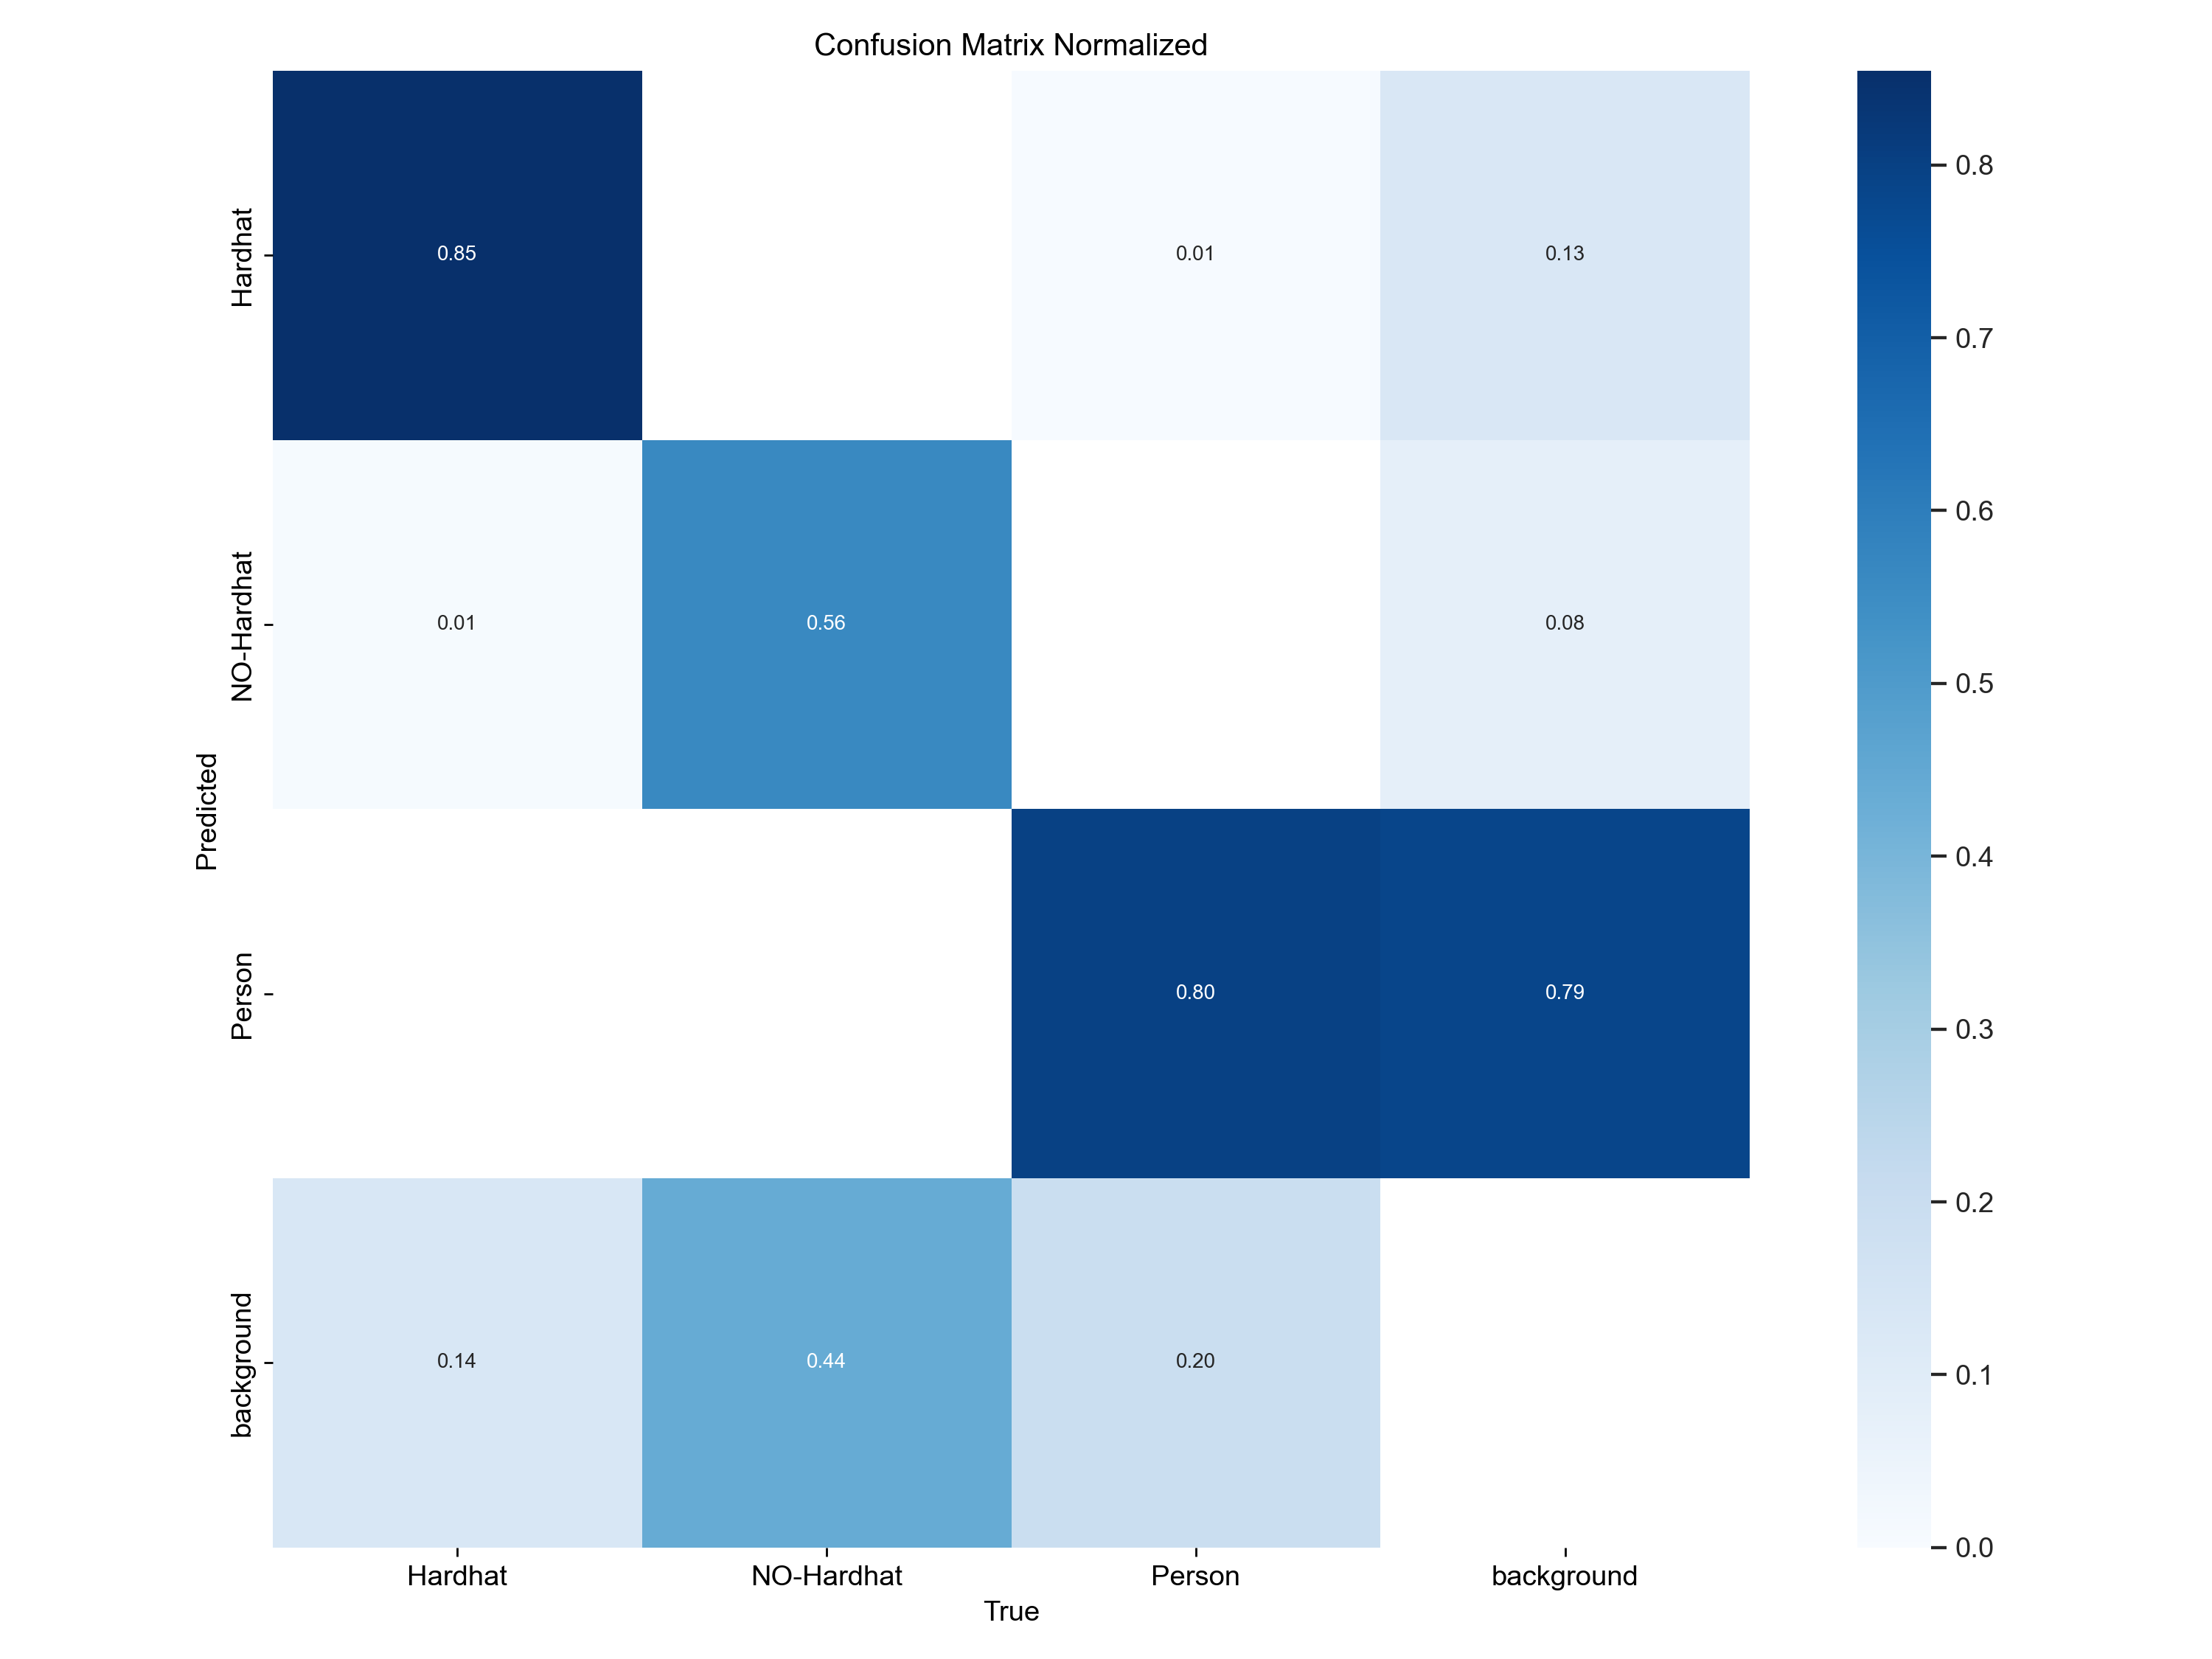 Confusion Matrix Normalized
Hardhat
0.85
0.01
0.13
NO-Hardhat
0.01
0.56
0.08
Person
0.80
0.79
background
0.14
0.44
0.20
Predicted
Hardhat
NO-Hardhat
Person
background
True
0.8
0.7
0.6
0.5
0.4
0.3
0.2
0.1
0.0